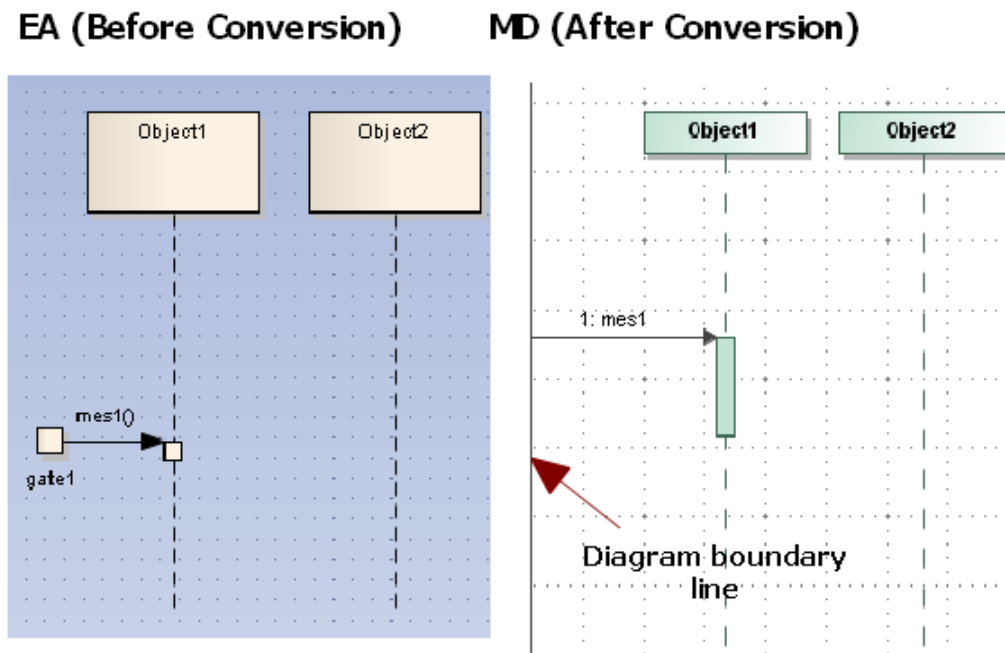 EA (Before Conversion)
MD (After Conversion)
Object1
Object2
mes1()
gate1
Object1
Object2
1: mes1
Diagram boundary
line